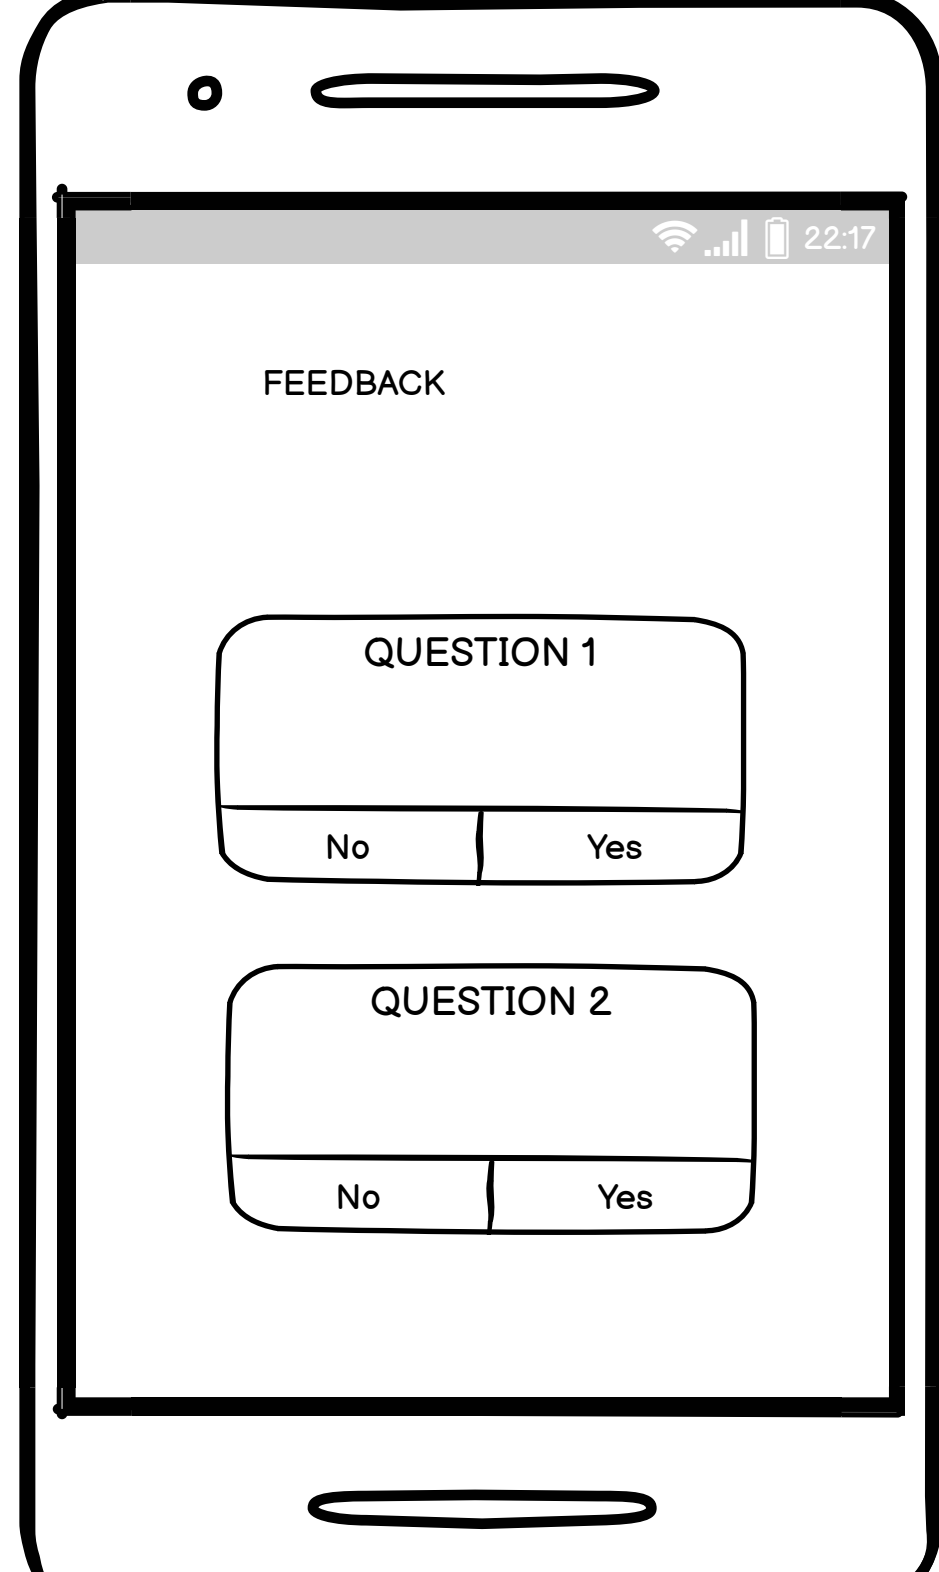 22:17
FEEDBACK
QUESTION 1
No Yes
QUESTION 2
No Yes